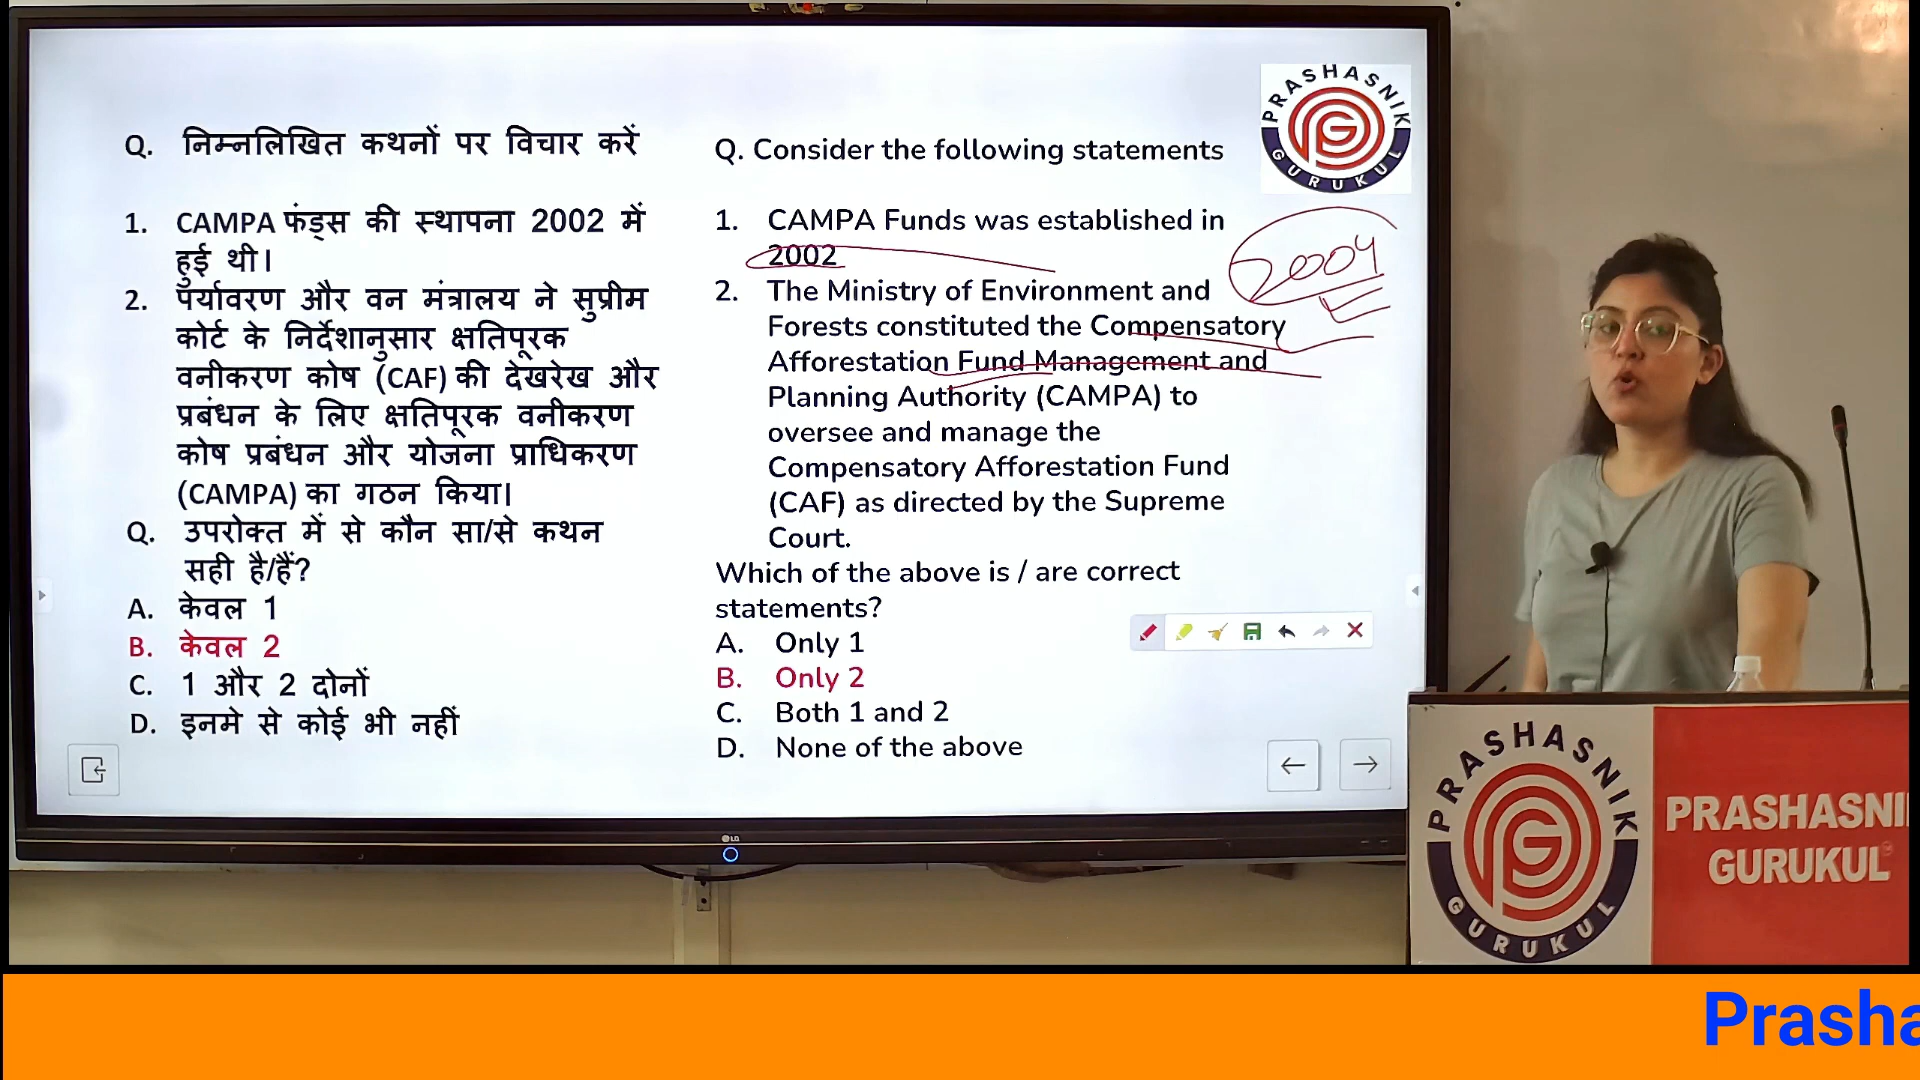 Q. निम्नलिखित कथनों पर विचार करें
1. CAMPA फंड्स की स्थापना 2002 में
हुई थी।
2. पर्यावरण और वन मंत्रालय ने सुप्रीम
कोर्ट के निर्देशानुसार क्षतिपूरक
वनीकरण कोष (CAF) की देखरेख और
प्रबंधन के लिए क्षतिपूरक वनीकरण
कोष प्रबंधन और योजना प्राधिकरण
(CAMPA) का गठन किया।
Q. उपरोक्त में से कौन सा/से कथन
सही है/हैं?
A. केवल 1
B. केवल 2
C. 1 और 2 दोनों
D. इनमे से कोई भी नहीं
Q. Consider the following statements
1. CAMPA Funds was established in
2002
2. The Ministry of Environment and
Forests constituted the Compensatory
Afforestation Fund Management and
Planning Authority (CAMPA) to
oversee and manage the
Compensatory Afforestation Fund
(CAF) as directed by the Supreme
Court.
Which of the above is / are correct
statements?
A. Only 1
B. Only 2
C. Both 1 and 2
D. None of the above
2004
PRASHASNIK
GURUKUL
LG
PRASHASNIK
GURUKUL
PRASHASNI
GURUKUL
Prasha